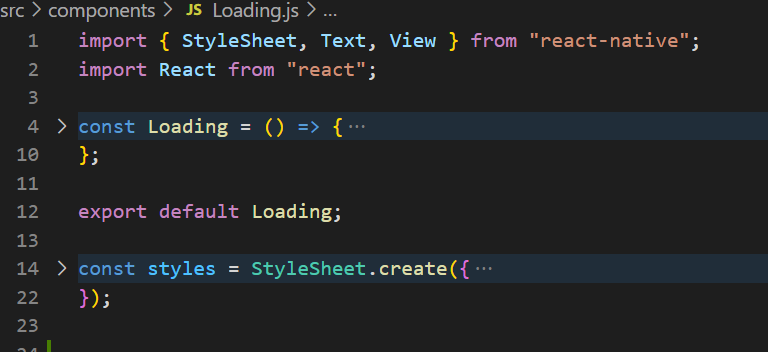 src > components > JS Loading.js > ...
1 import { StyleSheet, Text, View } from "react-native";
2 import React from "react";
3
4 > const Loading = () => { ...
10 };
11
12 export default Loading;
13
14 > const styles = StyleSheet.create({ ...
22 });
23
24